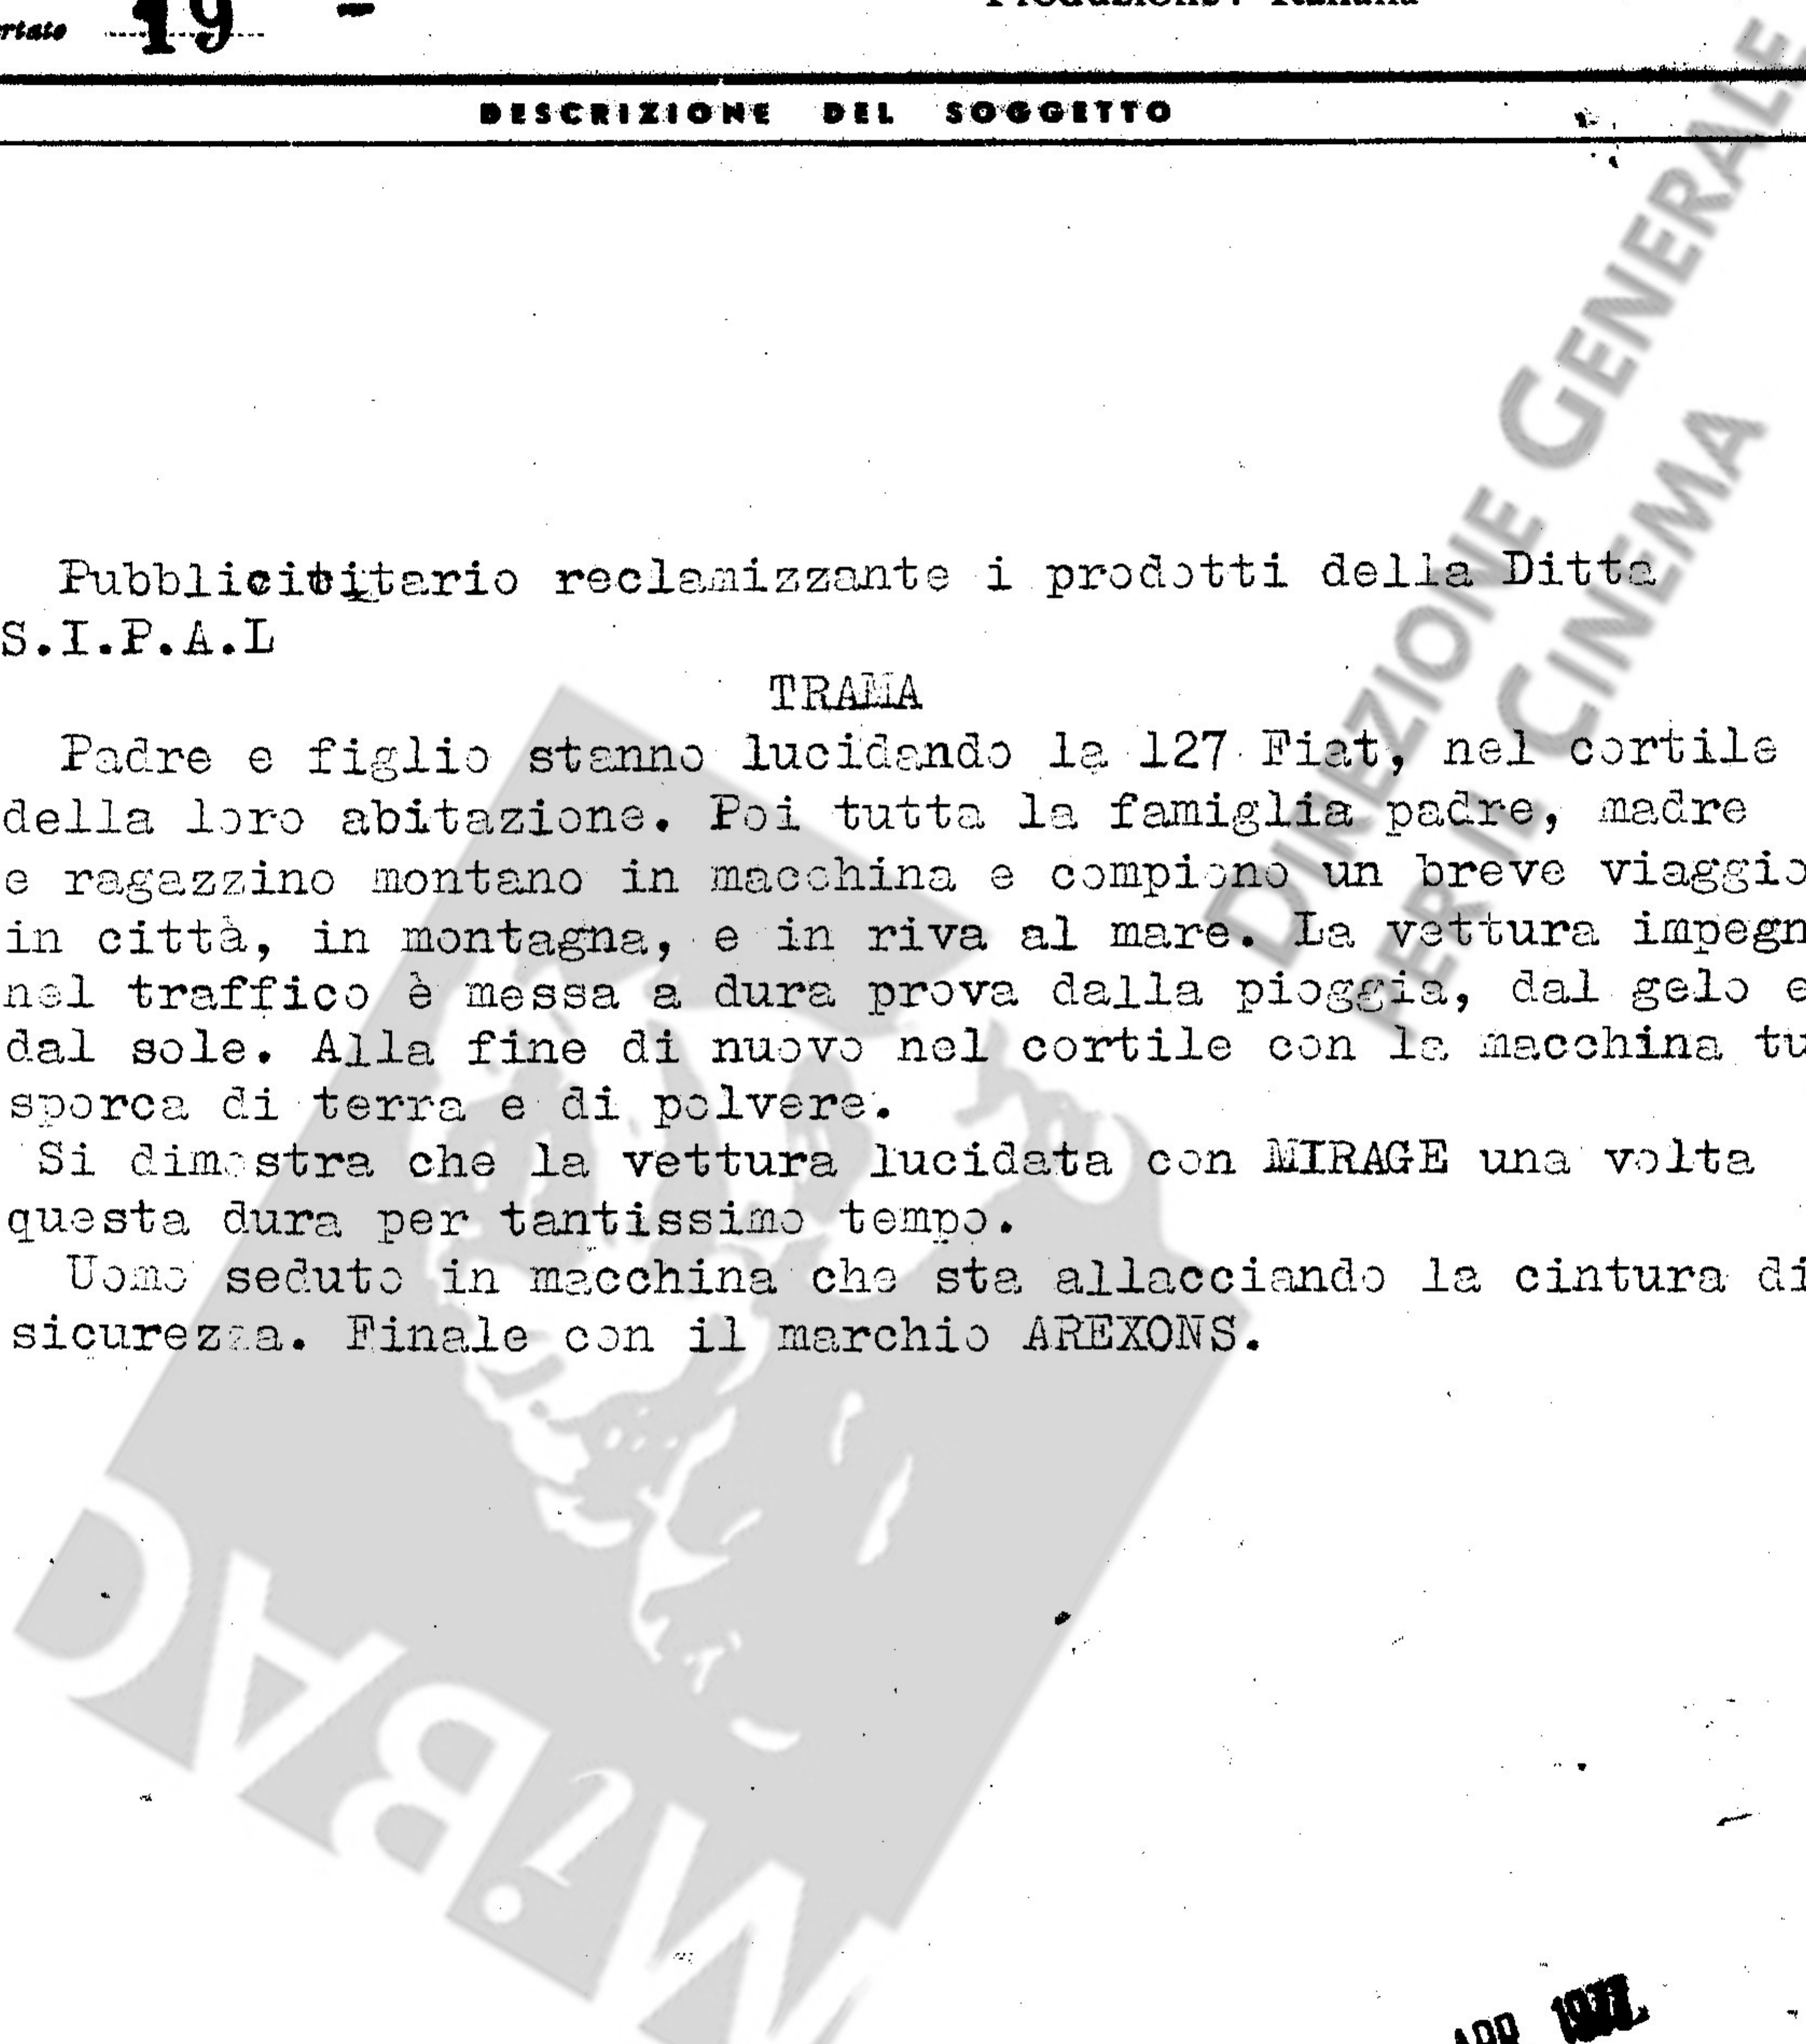 19 -
DESCRIZIONE DEL SOGGETTO
Pubblicititario reclamizzante i prodotti della Ditta
S.I.P.A.L
TRAMA
Padre e figlio stanno lucidando la 127 Fiat, nel cortile
della loro abitazione. Poi tutta la famiglia padre, madre
e ragazzino montano in macchina e compiono un breve viaggio
in città, in montagna, e in riva al mare. La vettura impegn
nel traffico è messa a dura prova dalla pioggia, dal gelo e
dal sole. Alla fine di nuovo nel cortile con la macchina tu
sporca di terra e di polvere.
Si dimostra che la vettura lucidata con MIRAGE una volta
questa dura per tantissimo tempo.
Uomo seduto in macchina che sta allacciando la cintura di
sicurezza. Finale con il marchio AREXONS.
DIREZIONE GENERALE
PER IL CINEMA
MiBAC
APR 1977